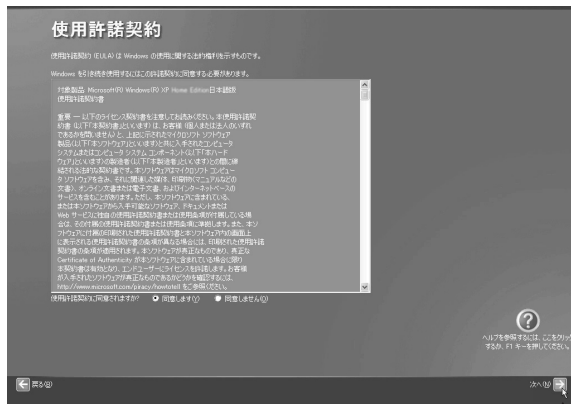 使用許諾契約
使用許諾契約 (EULA) は Windows の使用に関する法的権利を示すものです。
Windows を引き続き使用するにはこの許諾契約に同意する必要があります。
対象製品 Microsoft(R) Windows(R) XP Home Edition日本語版
使用許諾契約書
重要 ― 以下のライセンス契約書を注意してお読みください。本使用許諾契
約書 (以下「本契約書」といいます) は、お客様 (個人または法人のいずれ
であるかを問いません) と、上記に示されたマイクロソフト ソフトウェア
製品 (以下「本ソフトウェア」といいます) と共に入手されたコンピュータ
システムまたはコンピュータ システム コンポーネント (以下「本ハード
ウェア」といいます) の製造者 (以下「本製造者」といいます) との間に締
結される法的な契約書です。本ソフトウェアはマイクロソフト コンピュー
タ ソフトウェアを含み、それに関連した媒体、印刷物 (マニュアルなどの
文書)、オンライン文書または電子文書、およびインターネットベースの
サービスを含むことがあります。ただし、本ソフトウェアに含まれている、
または本ソフトウェアから入手可能なソフトウェア、ドキュメントまたは
Web サービスに独自の使用許諾契約書または使用条項が付属している場
合は、その付属の使用許諾契約書または使用条項に準拠します。また、本ソ
フトウェアに付属の印刷された使用許諾契約書と本ソフトウェア内の画面上
に表示される使用許諾契約書の条項が異なる場合には、印刷された使用許諾
契約書の条項が適用されます。本ソフトウェアが真正なものであり、真正な
Certificate of Authenticity が本ソフトウェアに含まれている場合に限り
本契約書は有効となり、エンドユーザーにライセンスを許諾します。お客様
が入手されたソフトウェアが真正なものであるかどうかを確認するには、
http://www.microsoft.com/piracy/howtotell をご参照ください。
使用許諾契約に同意されますか? 同意します(Y) 同意しません(O)
ヘルプを参照するには、ここをクリック
するか、F1 キーを押してください。
戻る(B)
次へ(N)